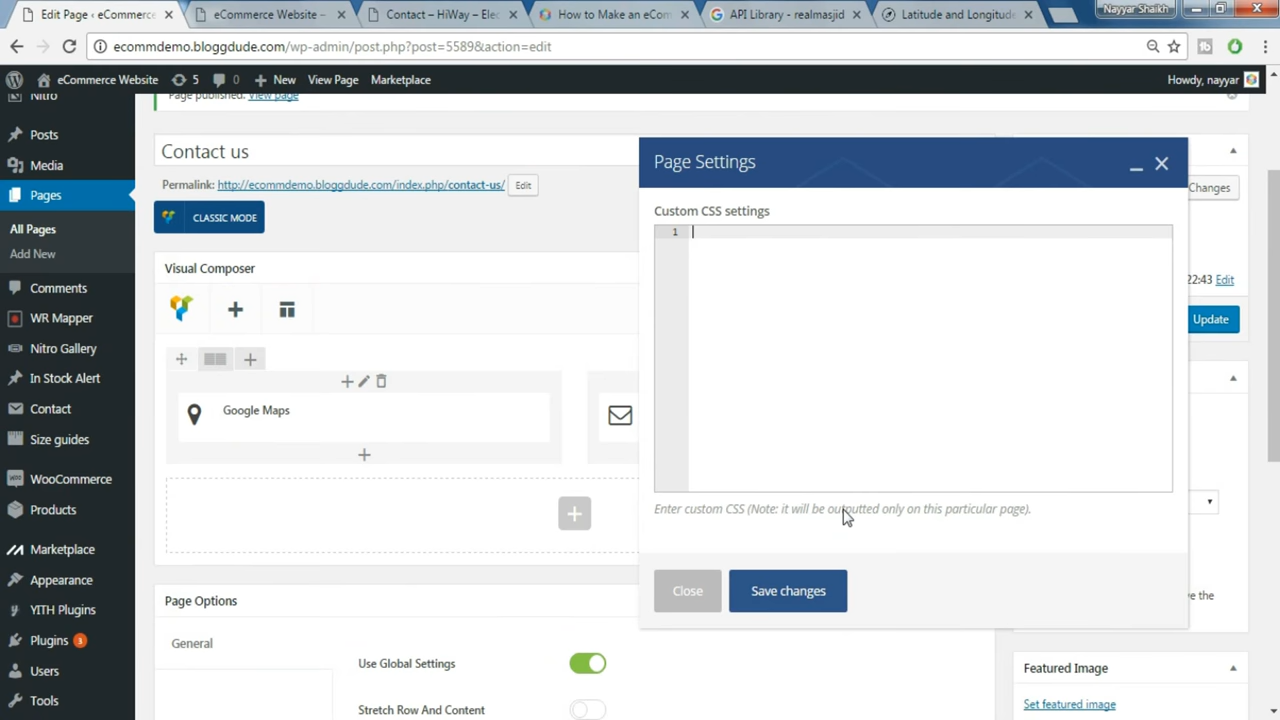 Edit Page ‹ eCommerce
eCommerce Website –
Contact – HiWay – Elec
How to Make an eCom
API Library - realmasjid
Latitude and Longitude
Nayyar Shaikh
ecommdemo.bloggdude.com/wp-admin/post.php?post=5589&action=edit
eCommerce Website 5 0 New View Page Marketplace Howdy, nayyar
Nitro
Posts
Media
Pages
All Pages
Add New
Comments
WR Mapper
Nitro Gallery
In Stock Alert
Contact
Size guides
WooCommerce
Products
Marketplace
Appearance
YITH Plugins
Plugins 3
Users
Tools
Page published. View page
Contact us
Permalink: http://ecommdemo.bloggdude.com/index.php/contact-us/ Edit
CLASSIC MODE
Visual Composer
Google Maps
Page Options
General
Use Global Settings
Stretch Row And Content
Page Settings
Custom CSS settings
1
Enter custom CSS (Note: it will be outputted only on this particular page).
Close Save changes
Changes
22:43 Edit
Update
ve the
Featured Image
Set featured image